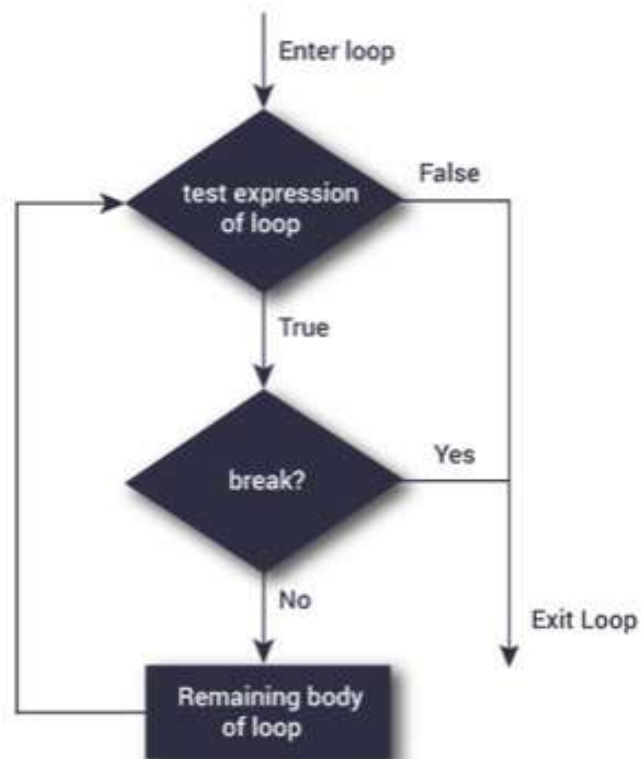 Enter loop
test expression
of loop
False
True
break?
Yes
No
Exit Loop
Remaining body
of loop